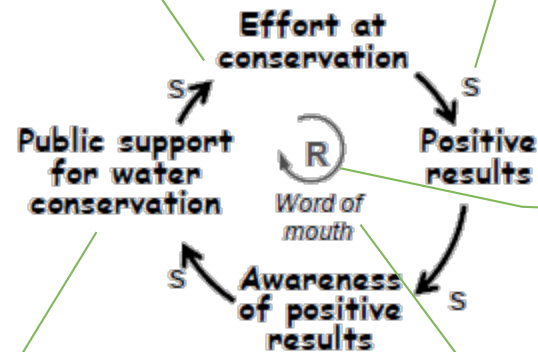 Effort at
conservation
S
S
Public support
for water
conservation
R
Positive
results
Word of
mouth
S
Awareness
of positive
results
S